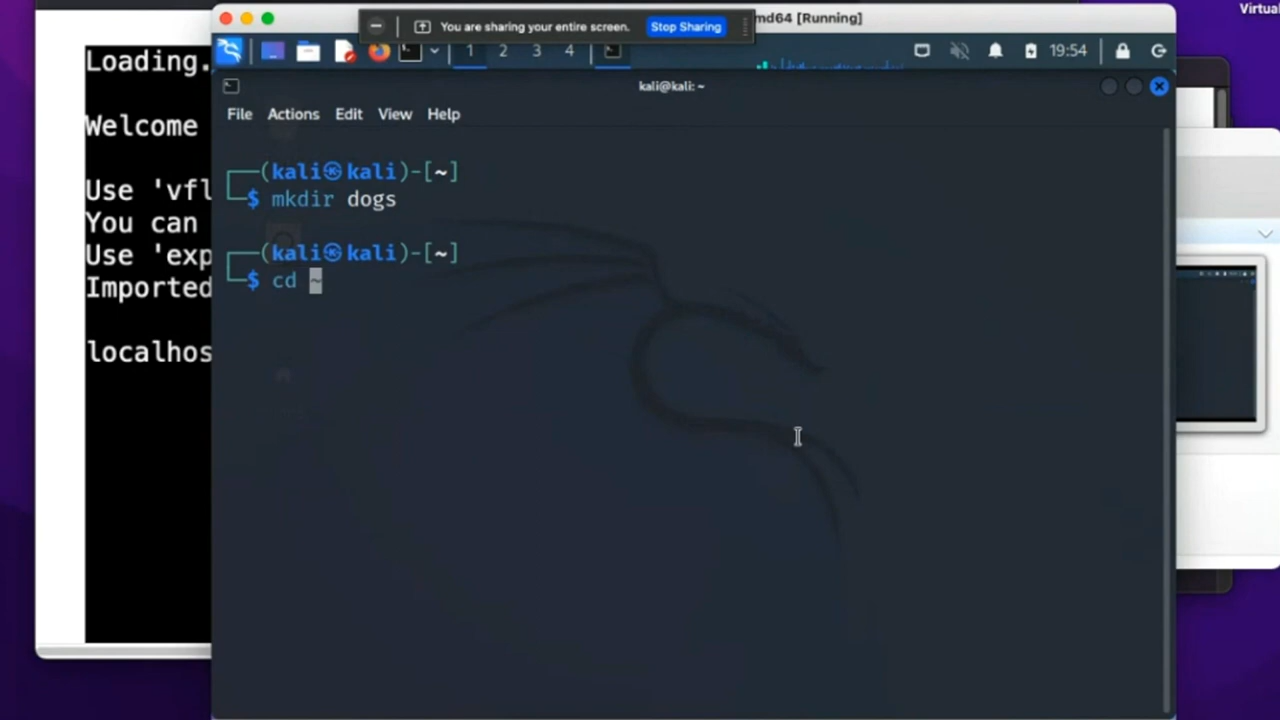 Virtual
You are sharing your entire screen.
Stop Sharing
md64 [Running]
1 2 3 4
19:54
kali@kali: ~
File Actions Edit View Help
Loading.
Welcome
Use 'vfl
You can
Use 'exp
Imported
localhos
┌──(kali㉿kali)-[~]
└─$ mkdir dogs
┌──(kali㉿kali)-[~]
└─$ cd ~